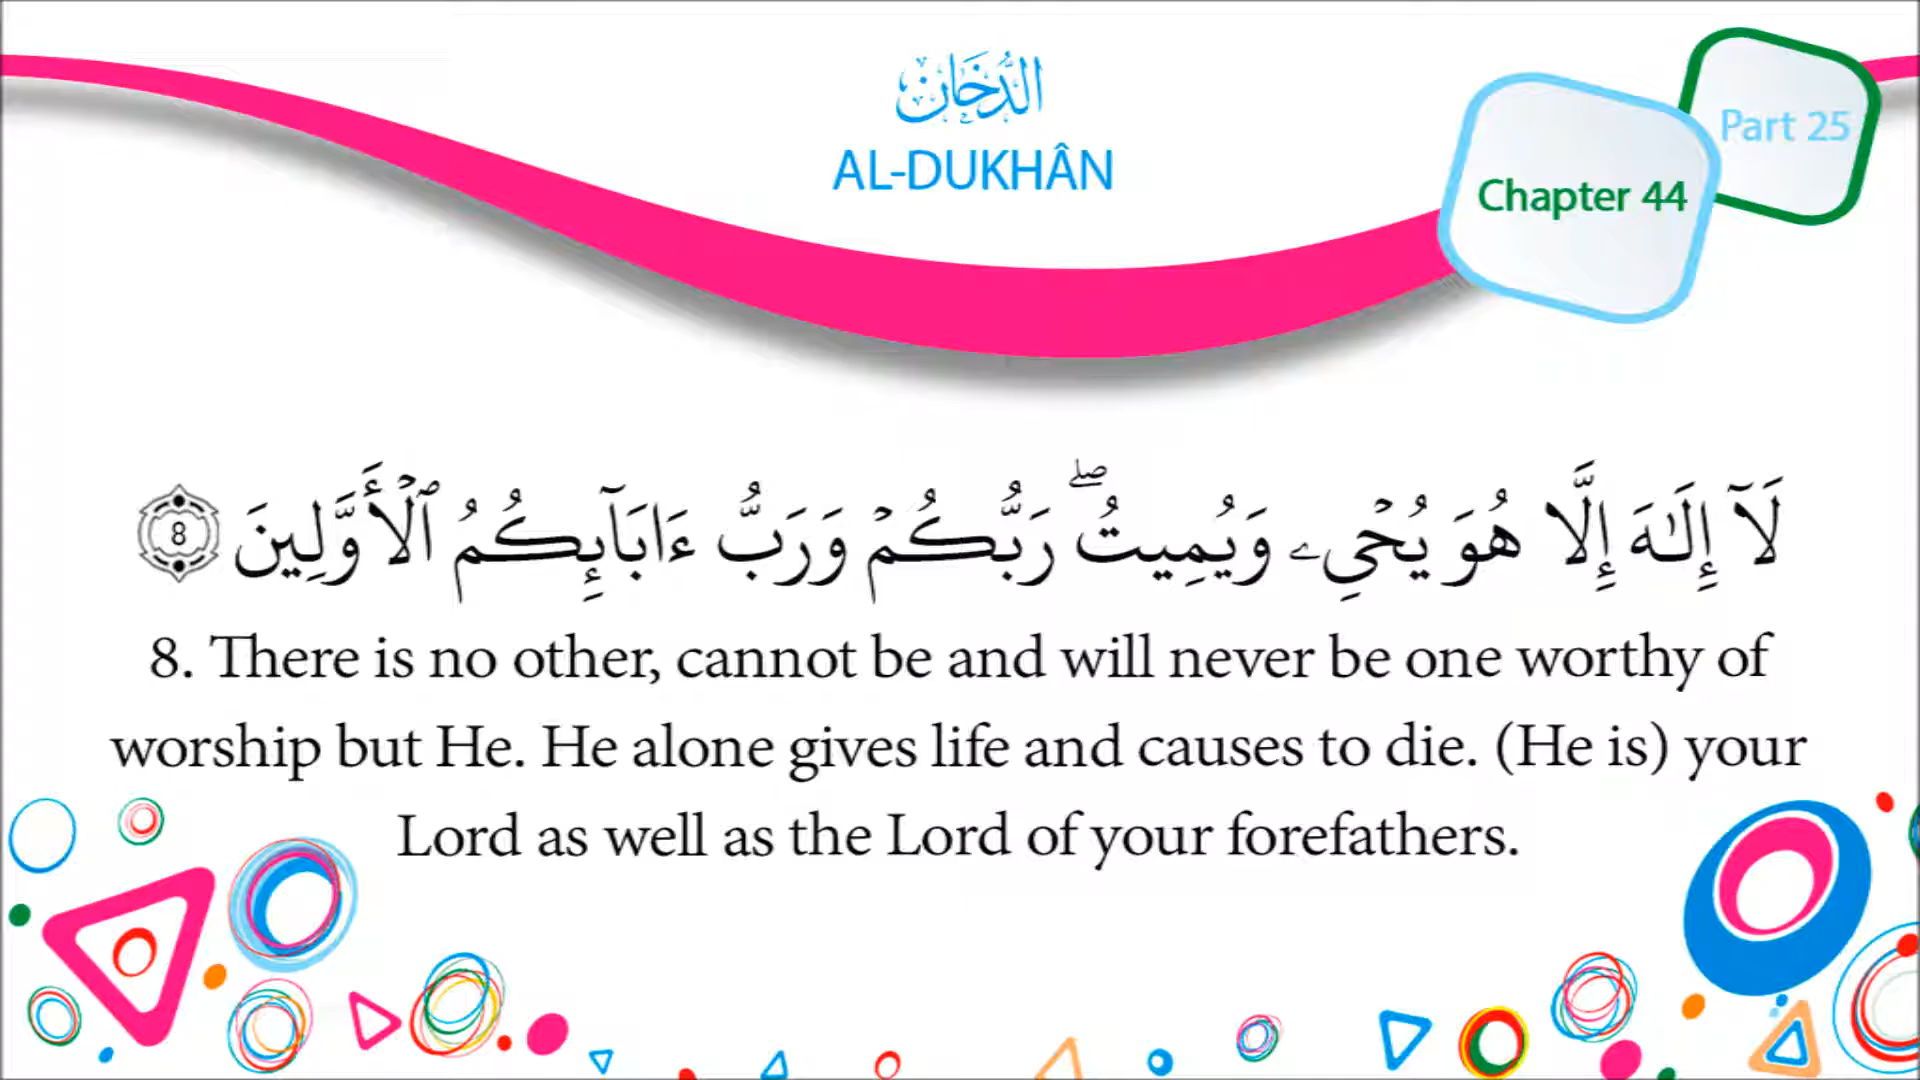 الدُّخَان
AL-DUKHÂN
Part 25
Chapter 44
لَآ إِلَـٰهَ إِلَّا هُوَ يُحۡيِۦ وَيُمِيتُۖ رَبُّكُمۡ وَرَبُّ ءَابَآئِكُمُ ٱلۡأَوَّلِينَ 8
8. There is no other, cannot be and will never be one worthy of
worship but He. He alone gives life and causes to die. (He is) your
Lord as well as the Lord of your forefathers.